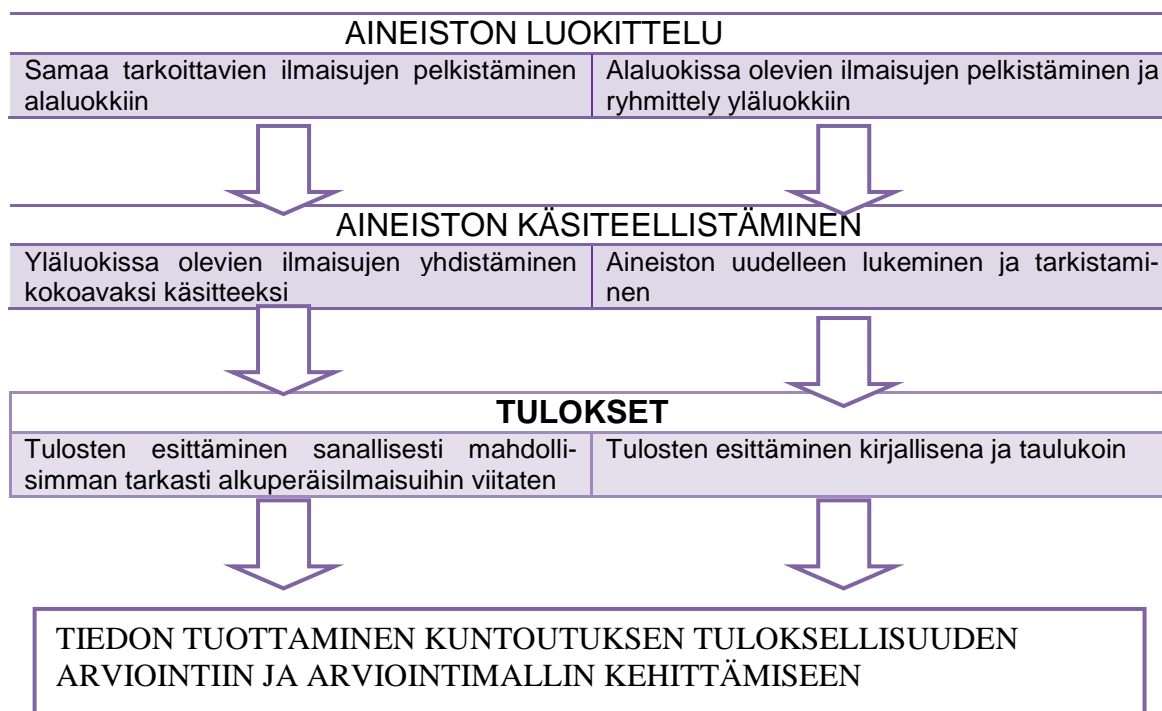 AINEISTON LUOKITTELU
Samaa tarkoittavien ilmaisujen pelkistäminen
alaluokkiin
Alaluokissa olevien ilmaisujen pelkistäminen ja
ryhmittely yläluokkiin
AINEISTON KÄSITEELLISTÄMINEN
Yläluokissa olevien ilmaisujen yhdistäminen
kokoavaksi käsitteeksi
Aineiston uudelleen lukeminen ja tarkistami-
nen
TULOKSET
Tulosten esittäminen sanallisesti mahdolli-
simman tarkasti alkuperäisilmaisuihin viitaten
Tulosten esittäminen kirjallisena ja taulukoin
TIEDON TUOTTAMINEN KUNTOUTUKSEN TULOKSELLISUUDEN
ARVIOINTIIN JA ARVIOINTIMALLIN KEHITTÄMISEEN